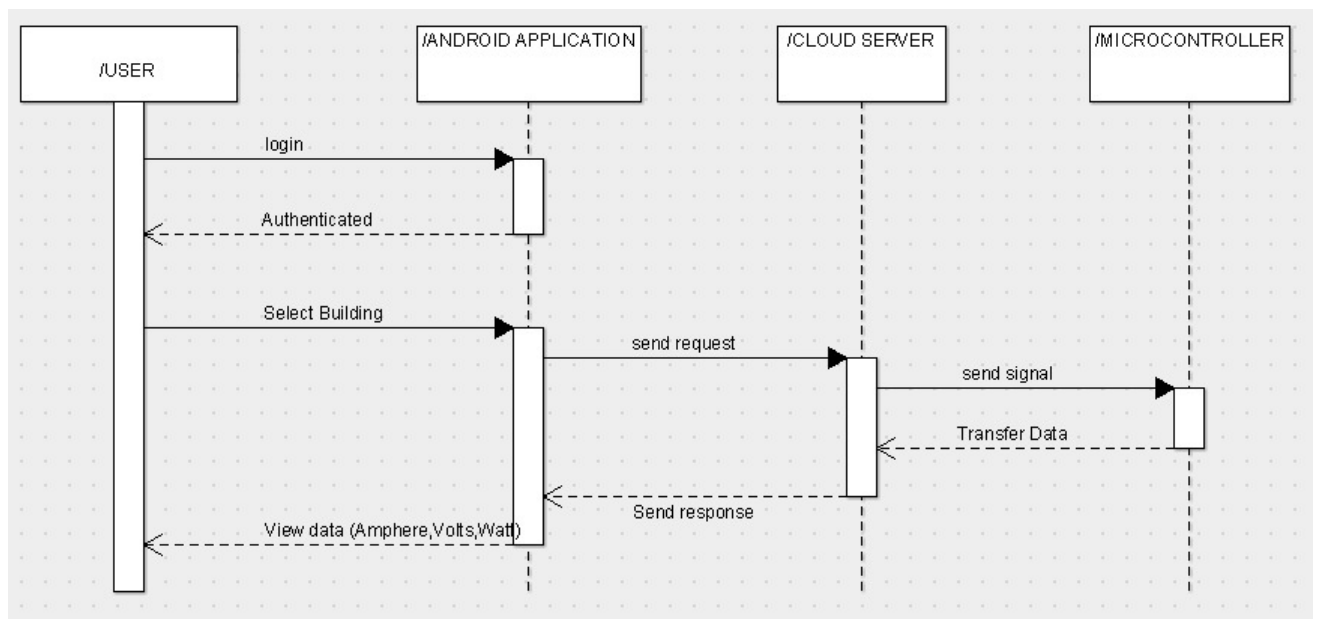 /USER
/ANDROID APPLICATION
/CLOUD SERVER
/MICROCONTROLLER
login
Authenticated
Select Building
send request
send signal
Transfer Data
Send response
View data (Amphere,Volts,Watt)